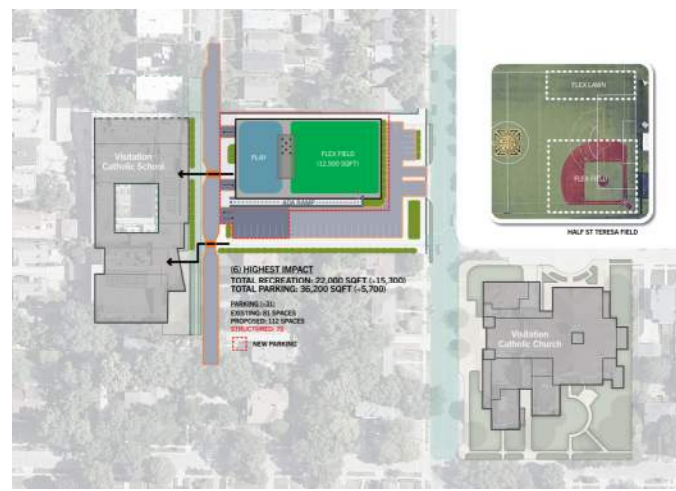 Visitation
Catholic School
PLAY
FLEX FIELD
(12,500 SQFT)
ADA RAMP
FLEX LAWN
FLEX FIELD
HALF ST TERESA FIELD
(6) HIGHEST IMPACT
TOTAL RECREATION: 22,000 SQFT (+15,300)
TOTAL PARKING: 36,200 SQFT (+5,700)
PARKING (+31)
EXISTING: 81 SPACES
PROPOSED: 112 SPACES
STRUCTURED: 75
NEW PARKING
Visitation
Catholic Church